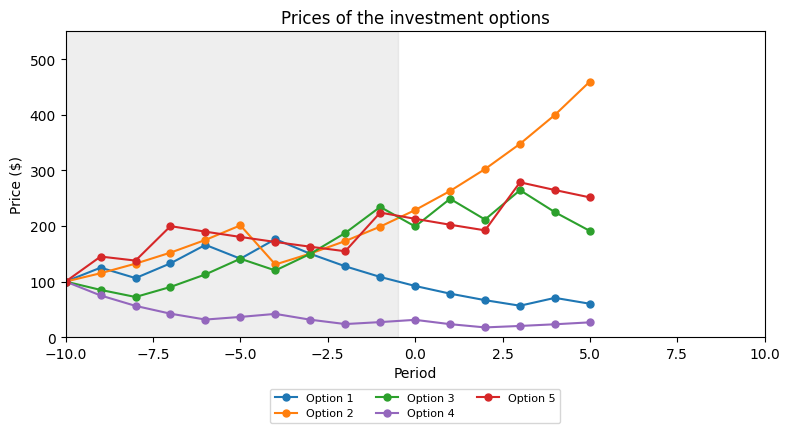 Prices of the investment options
Price ($)
500
400
300
200
100
0
−10.0 −7.5 −5.0 −2.5 0.0 2.5 5.0 7.5 10.0
Period
Option 1 Option 3 Option 5
Option 2 Option 4